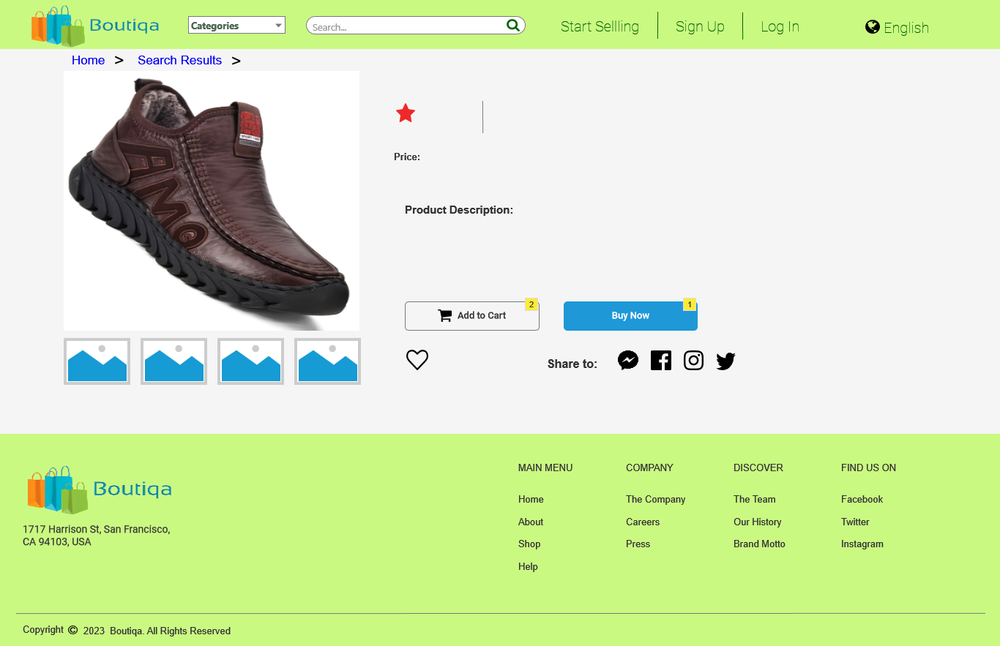 Boutiqa
Categories
Search...
Start Sellling
Sign Up
Log In
English
Home >
Search Results >
AMG
SPORT
Price:
Product Description:
Add to Cart
2
Buy Now
1
Share to:
Boutiqa
1717 Harrison St, San Francisco,
CA 94103, USA
MAIN MENU
Home
About
Shop
Help
COMPANY
The Company
Careers
Press
DISCOVER
The Team
Our History
Brand Motto
FIND US ON
Facebook
Twitter
Instagram
Copyright © 2023 Boutiqa. All Rights Reserved